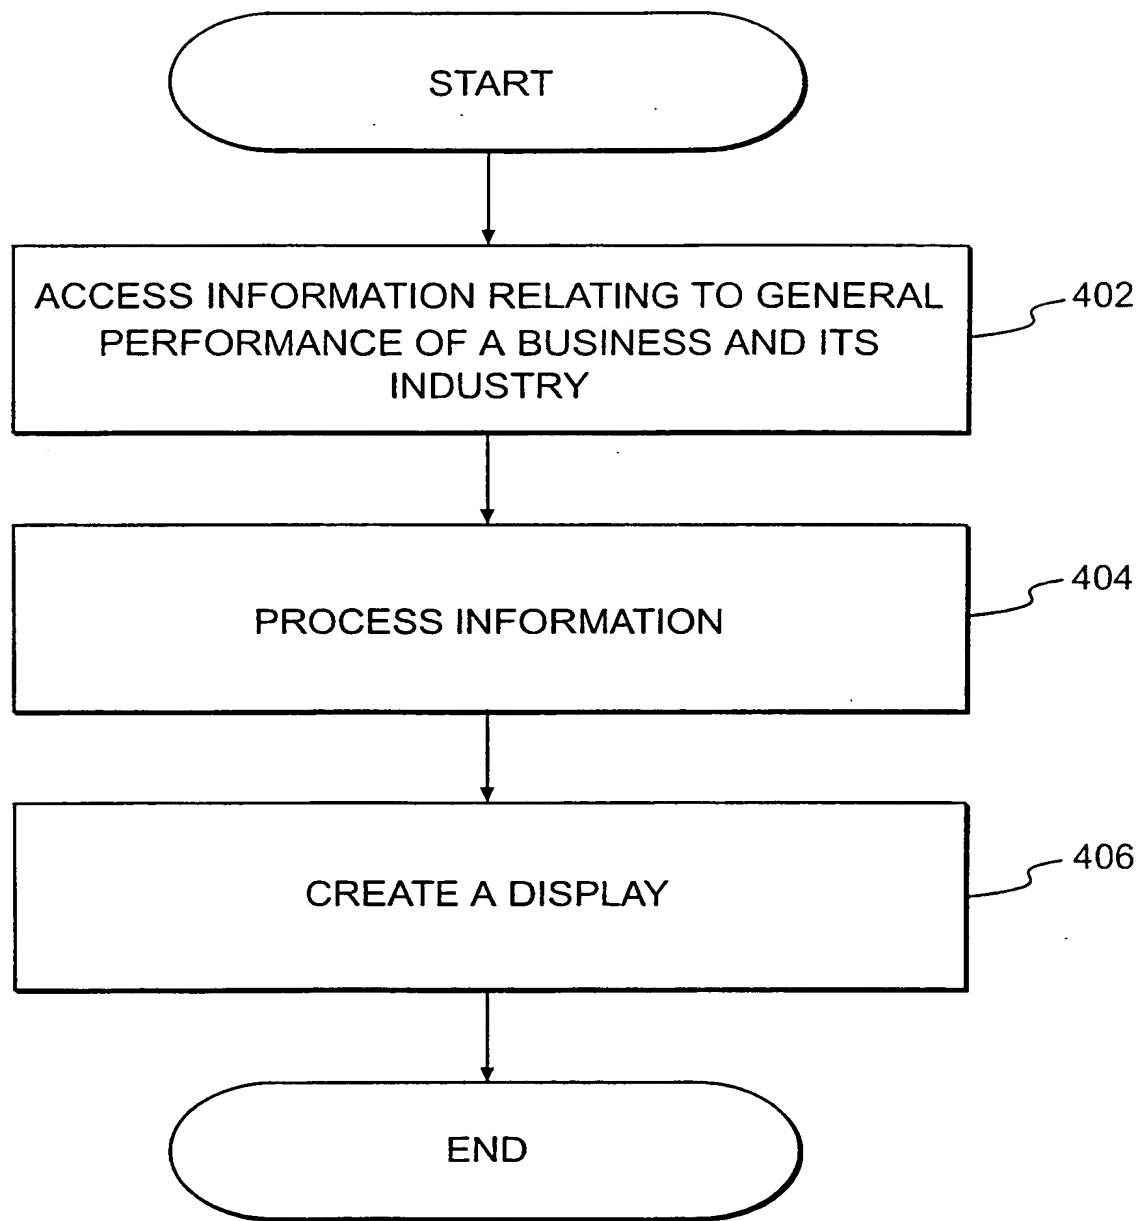 START
ACCESS INFORMATION RELATING TO GENERAL
PERFORMANCE OF A BUSINESS AND ITS
INDUSTRY
402
PROCESS INFORMATION
404
CREATE A DISPLAY
406
END